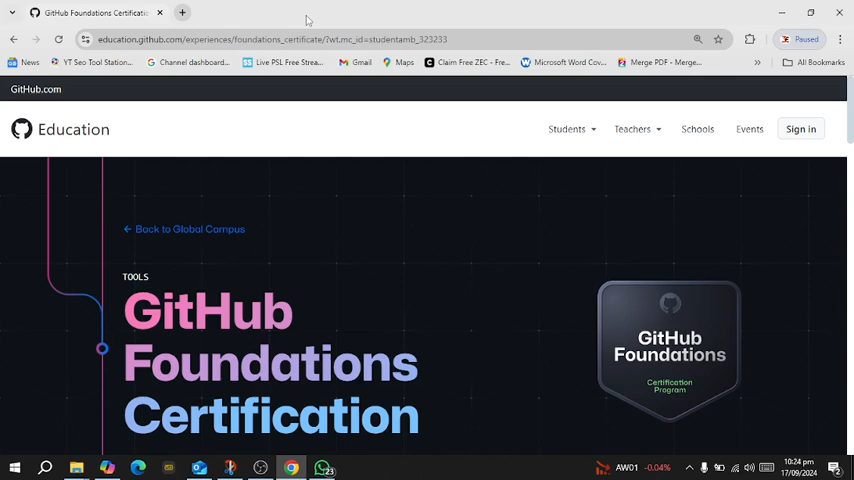 GitHub Foundations Certificatio
education.github.com/experiences/foundations_certificate/?wt.mc_id=studentamb_323233
Paused
News
YT Seo Tool Station...
Channel dashboard...
Live PSL Free Strea...
Gmail
Maps
Claim Free ZEC - Fre...
Microsoft Word Cov...
Merge PDF - Merge...
»
All Bookmarks
GitHub.com
Education
Students
Teachers
Schools
Events
Sign in
← Back to Global Campus
TOOLS
GitHub
Foundations
Certification
GitHub
Foundations
Certification
Program
23
AW01 -0.04%
10:24 pm
17/09/2024
2